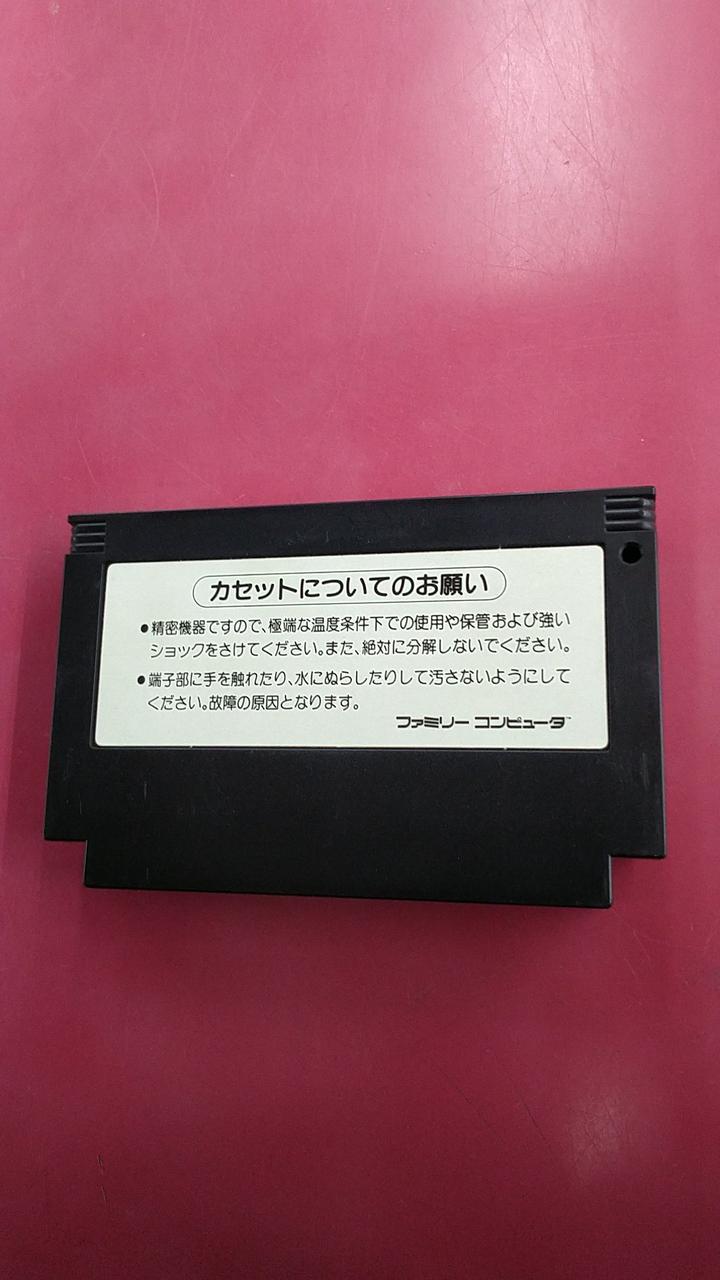 カセットについてのお願い
●精密機器ですので、極端な温度条件下での使用や保管および強い
ショックをさけてください。また、絶対に分解しないでください。
●端子部に手を触れたり、水にぬらしたりして汚さないようにして
ください。故障の原因となります。
ファミリー コンピュータ™